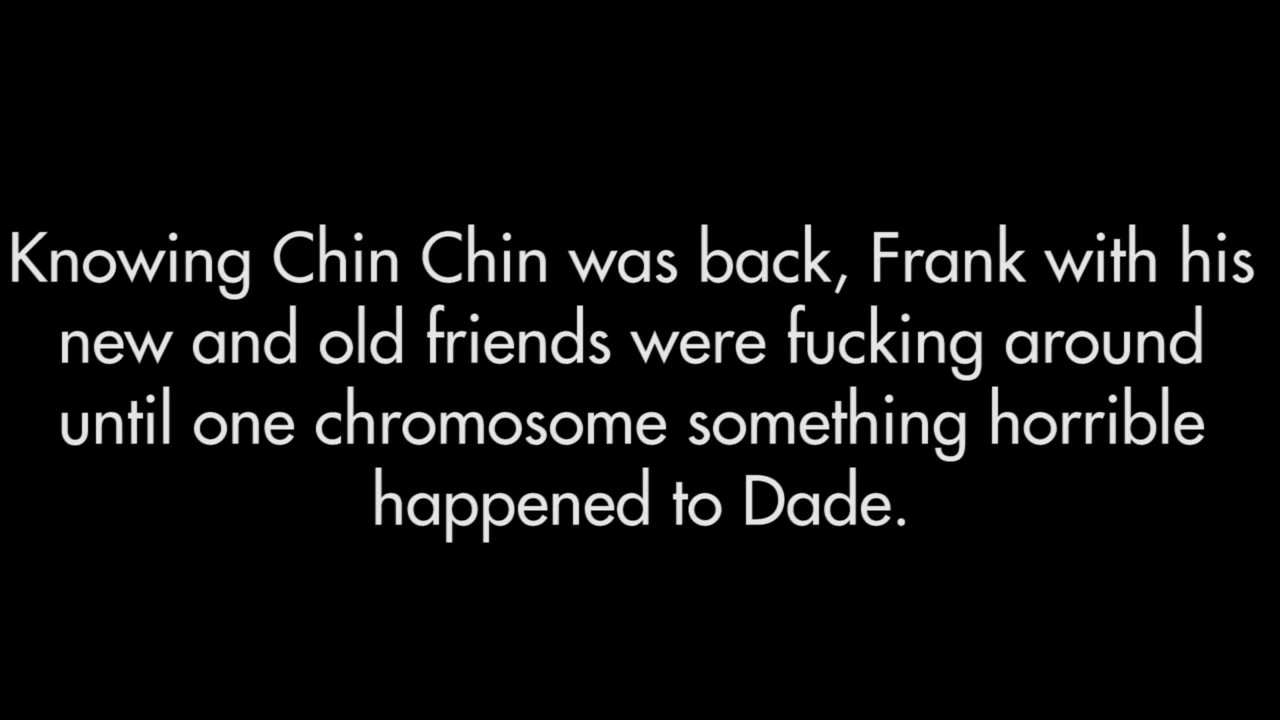 Knowing Chin Chin was back, Frank with his
new and old friends were fucking around
until one chromosome something horrible
happened to Dade.